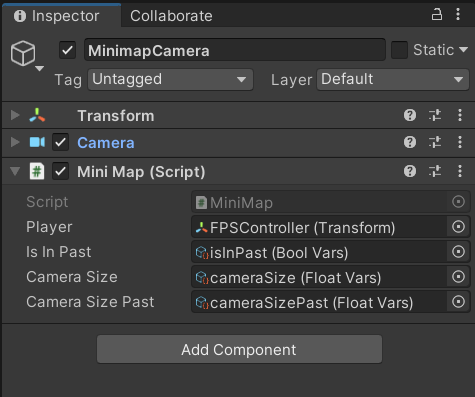 Inspector Collaborate
MinimapCamera Static
Tag Untagged Layer Default
Transform
Camera
# Mini Map (Script)
Script # MiniMap
Player FPSController (Transform)
Is In Past isInPast (Bool Vars)
Camera Size cameraSize (Float Vars)
Camera Size Past cameraSizePast (Float Vars)
Add Component